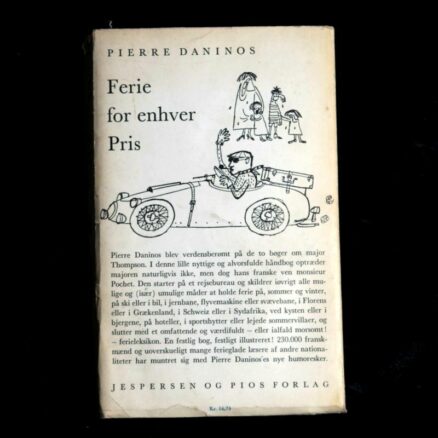 PIERRE DANINOS
Ferie
for enhver
Pris
Pierre Daninos blev verdensberømt på de to bøger om major
Thompson. I denne lille nyttige og alvorsfulde håndbog optræder
majoren naturligvis ikke, men dog hans franske ven monsieur
Pochet. Den starter på et rejsebureau og skildrer iøvrigt alle mu-
lige og (især) umulige måder at holde ferie på, sommer og vinter,
på ski eller i bil, i jernbane, flyvemaskine eller svævebane, i Florens
eller i Grækenland, i Schweiz eller i Sydafrika, ved kysten eller i
bjergene, på hoteller, i sportshytter eller lejede sommervillaer, og
slutter med et omfattende og værdifuldt – eller ialfald morsomt!
– ferieleksikon. En festlig bog, festligt illustreret! 230.000 fransk-
mænd og uoverskueligt mange ferieglade læsere af andre nationa-
liteter har muntret sig med Pierre Daninos'es nye humoresker.
JESPERSEN OG PIOS FORLAG